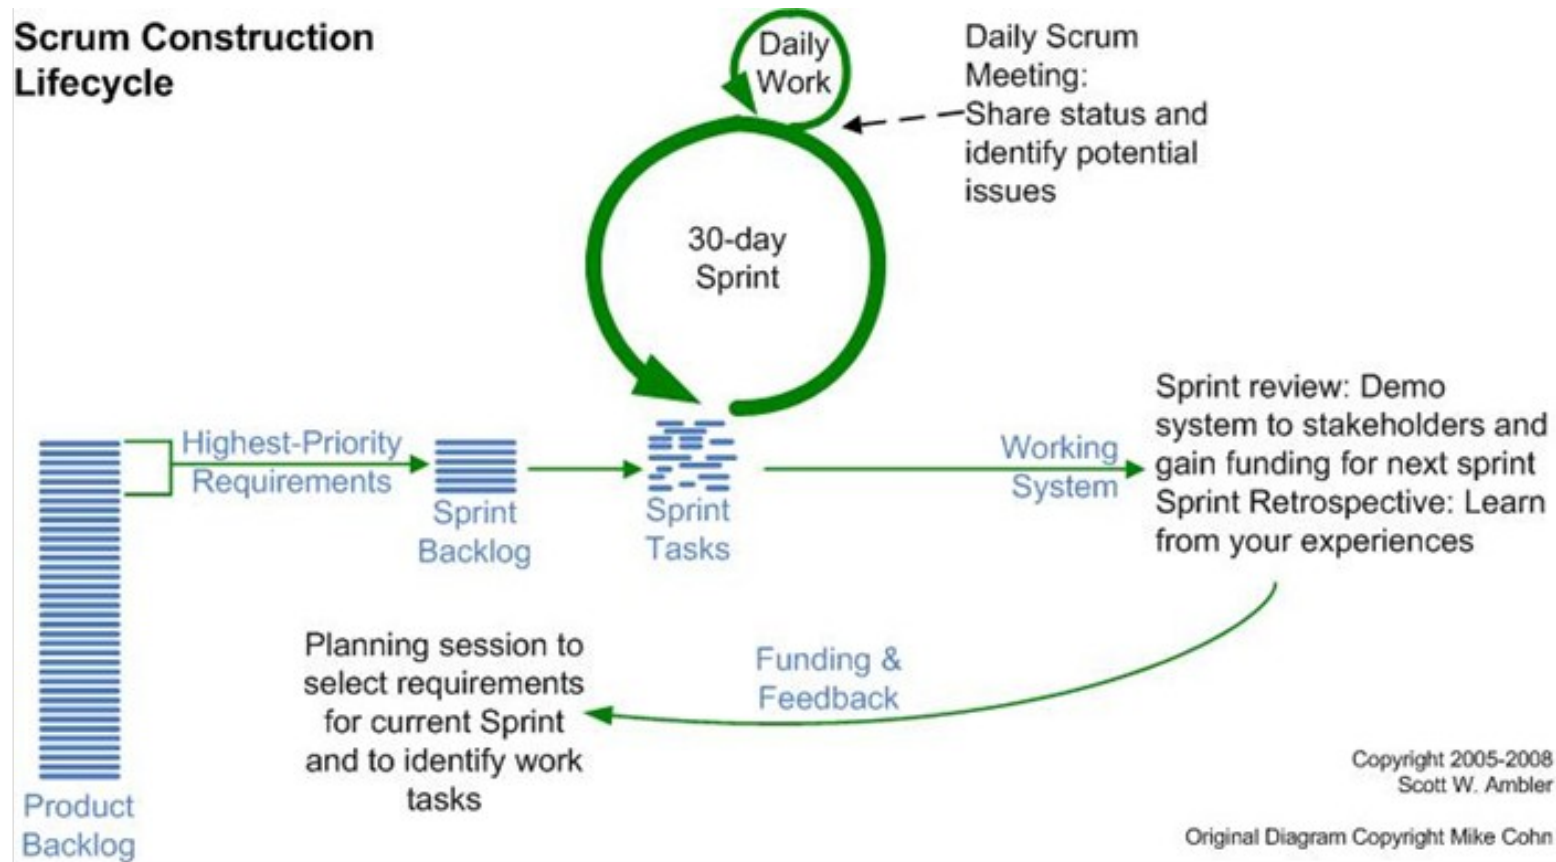 Scrum Construction
Lifecycle
Daily
Work
Daily Scrum
Meeting:
Share status and
identify potential
issues
30-day
Sprint
Highest-Priority
Requirements
Sprint
Backlog
Sprint
Tasks
Working
System
Sprint review: Demo
system to stakeholders and
gain funding for next sprint
Sprint Retrospective: Learn
from your experiences
Planning session to
select requirements
for current Sprint
and to identify work
tasks
Funding &
Feedback
Product
Backlog
Copyright 2005-2008
Scott W. Ambler
Original Diagram Copyright Mike Cohn